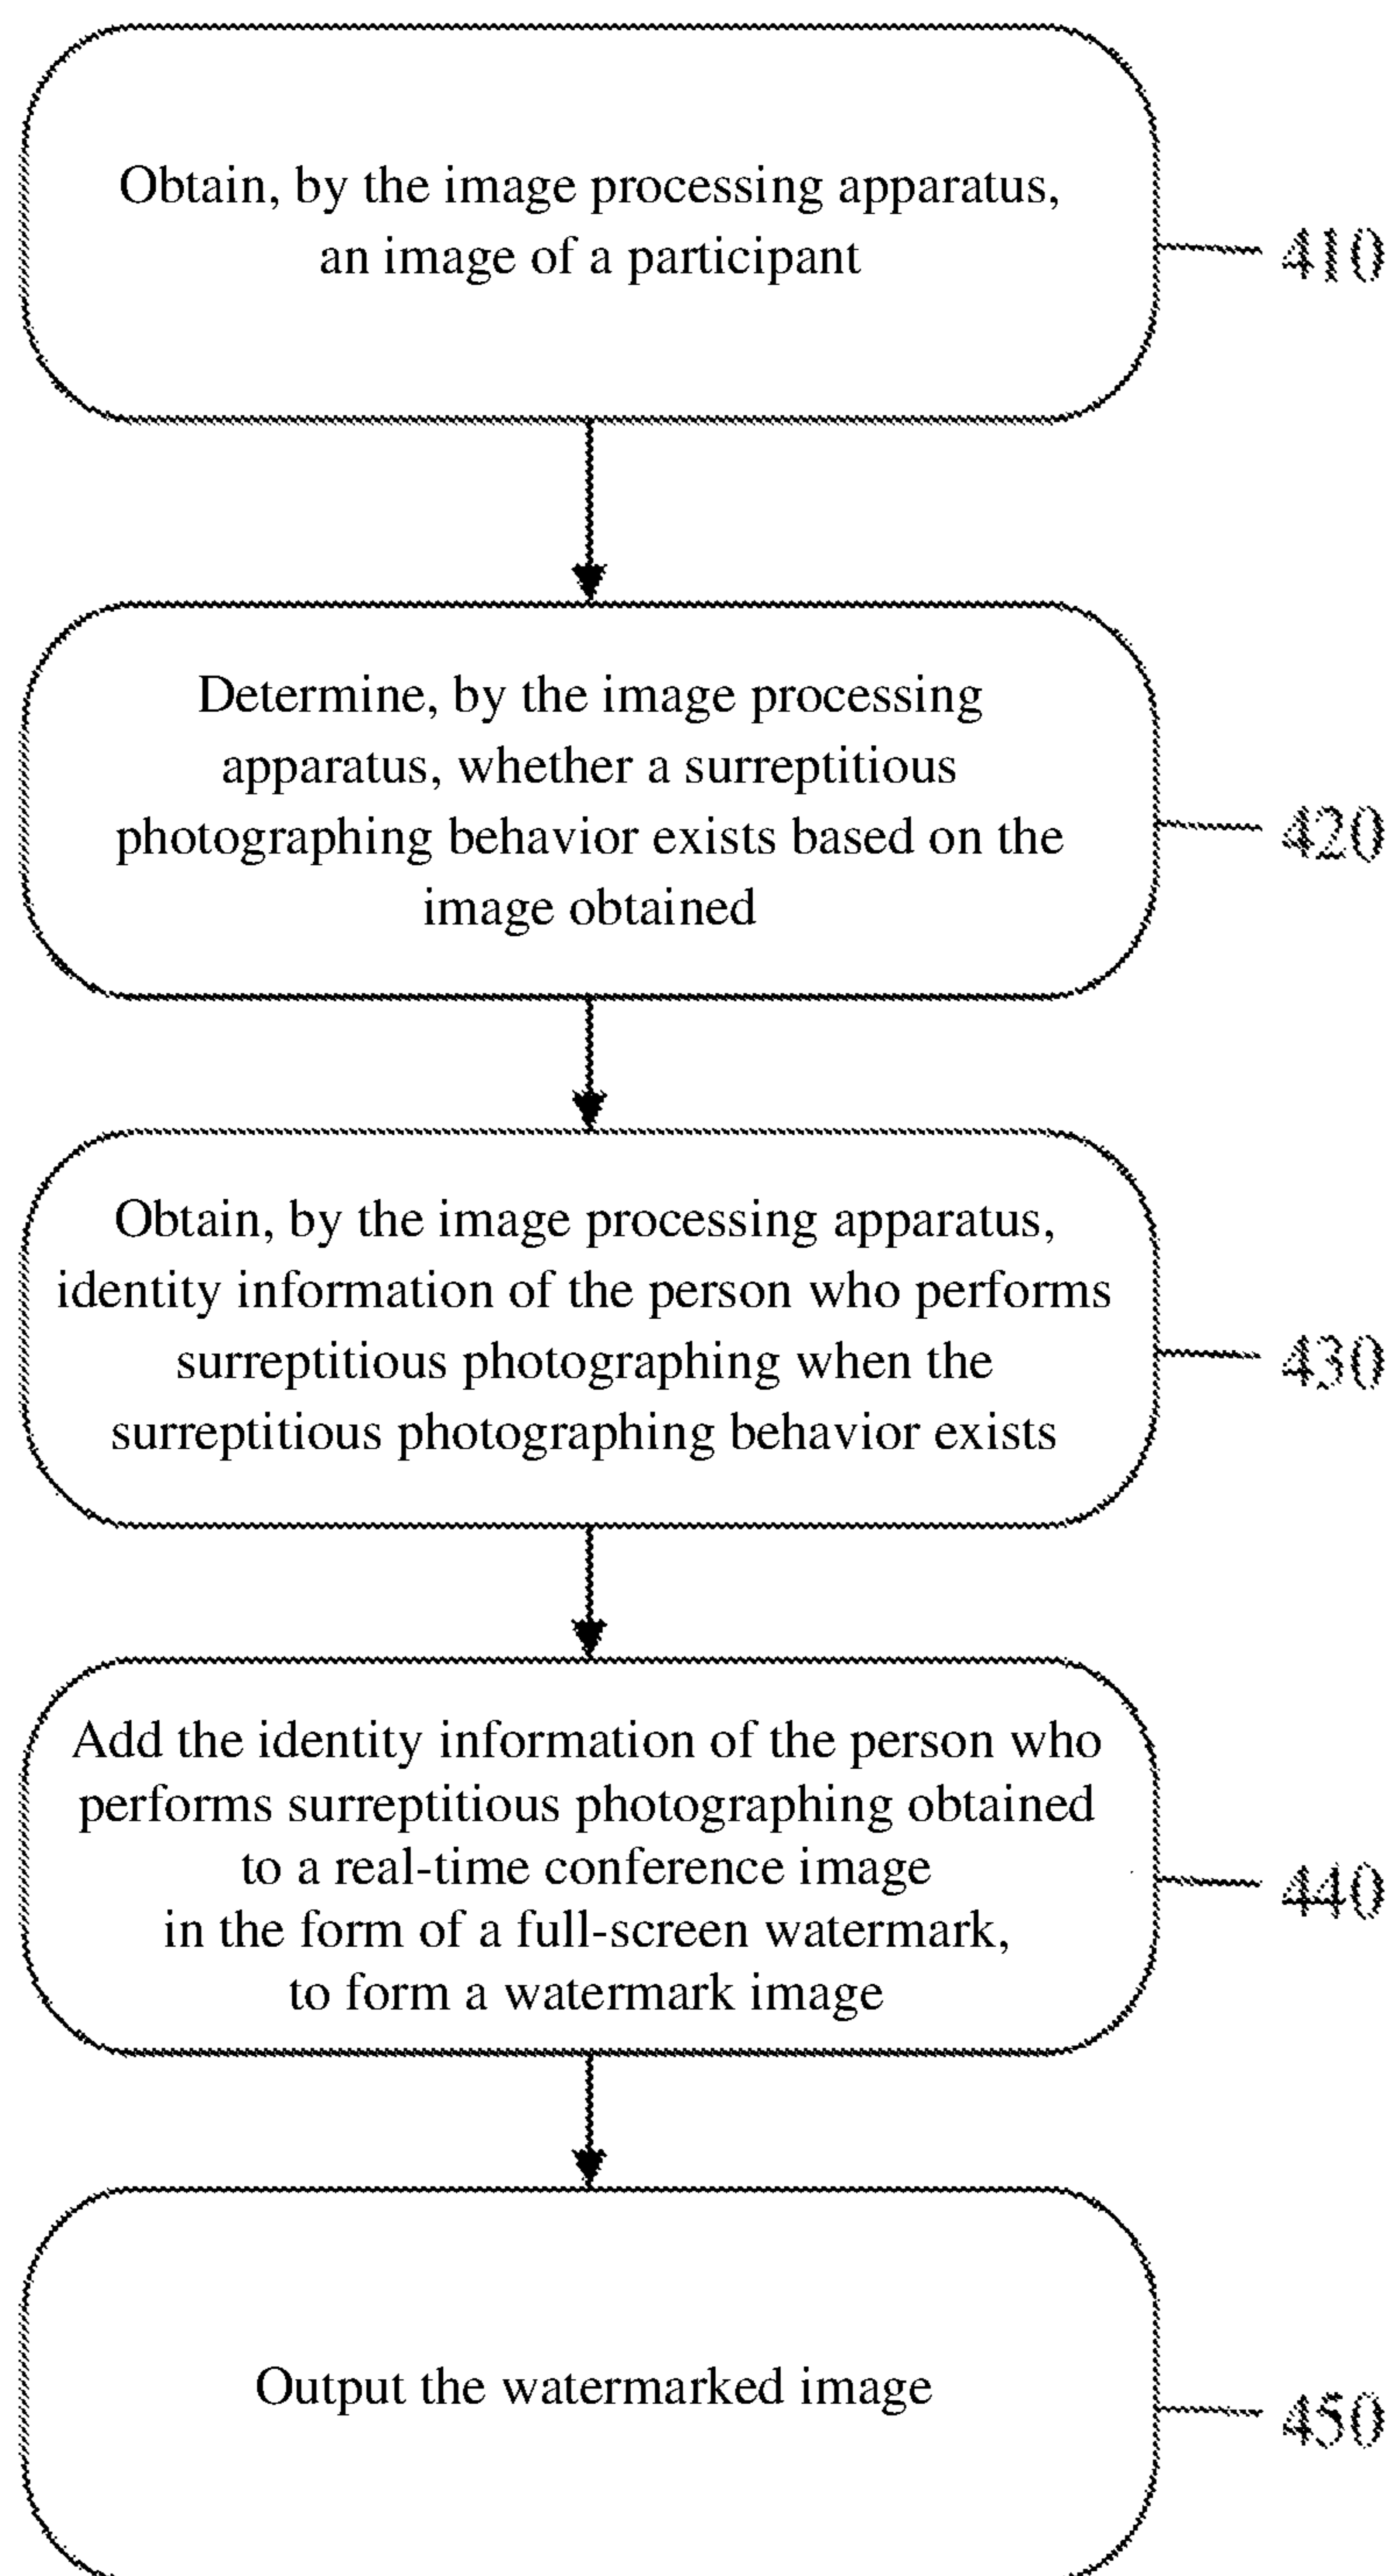 Obtain, by the image processing apparatus,
an image of a participant
410
Determine, by the image processing
apparatus, whether a surreptitious
photographing behavior exists based on the
image obtained
420
Obtain, by the image processing apparatus,
identity information of the person who performs
surreptitious photographing when the
surreptitious photographing behavior exists
430
Add the identity information of the person who
performs surreptitious photographing obtained
to a real-time conference image
in the form of a full-screen watermark,
to form a watermark image
440
Output the watermarked image
450